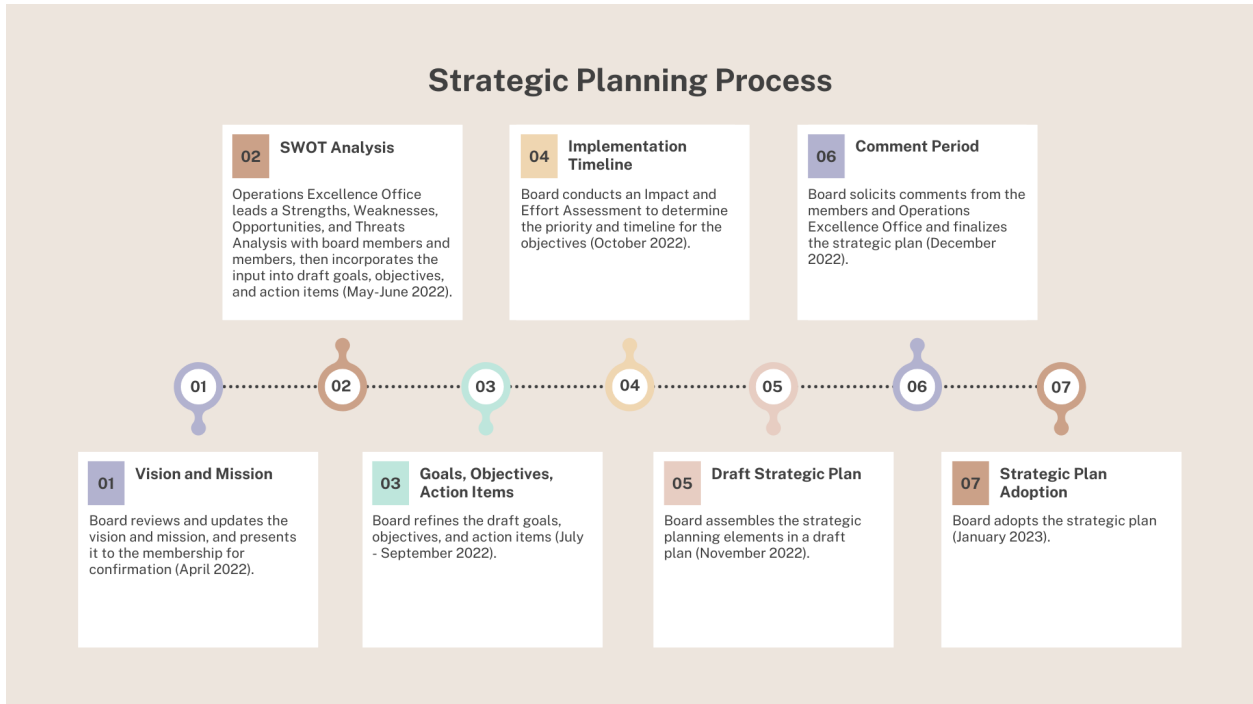 Strategic Planning Process
02
SWOT Analysis
Operations Excellence Office
leads a Strengths, Weaknesses,
Opportunities, and Threats
Analysis with board members and
members, then incorporates the
input into draft goals, objectives,
and action items (May-June 2022).
04
Implementation
Timeline
Board conducts an Impact and
Effort Assessment to determine
the priority and timeline for the
objectives (October 2022).
06
Comment Period
Board solicits comments from the
members and Operations
Excellence Office and finalizes
the strategic plan (December
2022).
01
02
03
04
05
06
07
01
Vision and Mission
Board reviews and updates the
vision and mission, and presents
it to the membership for
confirmation (April 2022).
03
Goals, Objectives,
Action Items
Board refines the draft goals,
objectives, and action items (July
- September 2022).
05
Draft Strategic Plan
Board assembles the strategic
planning elements in a draft
plan (November 2022).
07
Strategic Plan
Adoption
Board adopts the strategic plan
(January 2023).